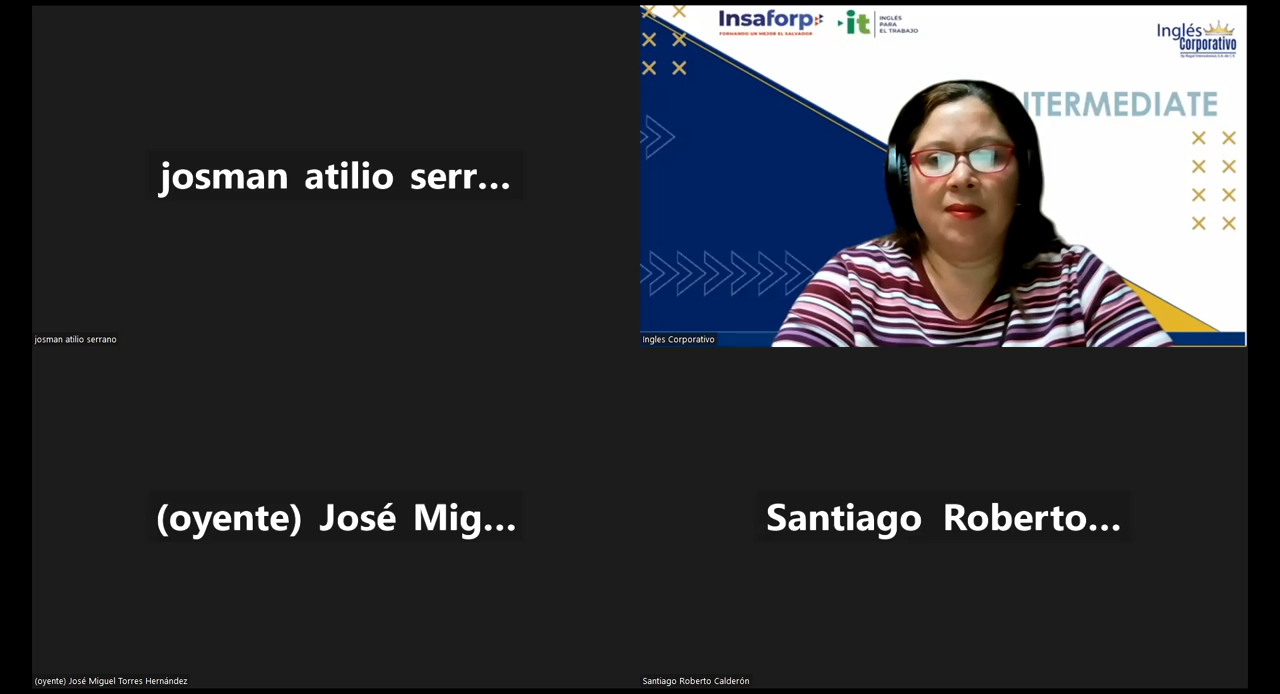 josman atilio serr...
josman atilio serrano
Insaforp
FORMANDO UN MEJOR EL SALVADOR
it
INGLÉS
PARA
EL TRABAJO
Inglés
Corporativo
NTERMEDIATE
Ingles Corporativo
(oyente) José Mig...
(oyente) José Miguel Torres Hernández
Santiago Roberto...
Santiago Roberto Calderón